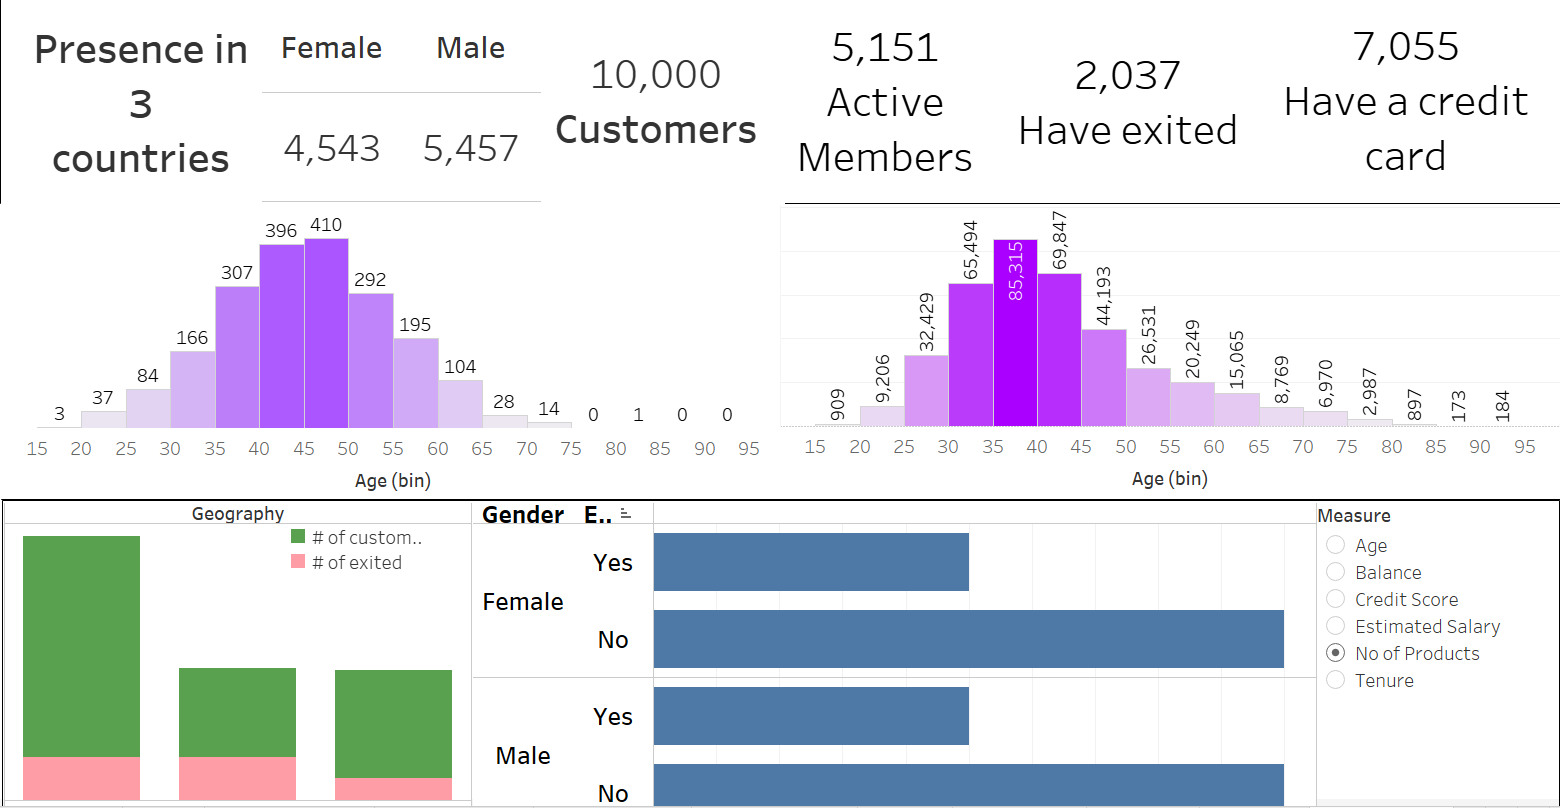 Presence in
3
countries
Female Male
4,543 5,457
10,000
Customers
5,151
Active
Members
2,037
Have exited
7,055
Have a credit
card
3 37 84 166 307 396 410 292 195 104 28 14 0 1 0 0
15 20 25 30 35 40 45 50 55 60 65 70 75 80 85 90 95
Age (bin)
909 9,206 32,429 65,494 85,315 69,847 44,193 26,531 20,249 15,065 8,769 6,970 2,987 897 173 184
15 20 25 30 35 40 45 50 55 60 65 70 75 80 85 90 95
Age (bin)
Geography
# of custom..
# of exited
Gender E..
Female
Yes
No
Male
Yes
No
Measure
Age
Balance
Credit Score
Estimated Salary
No of Products
Tenure